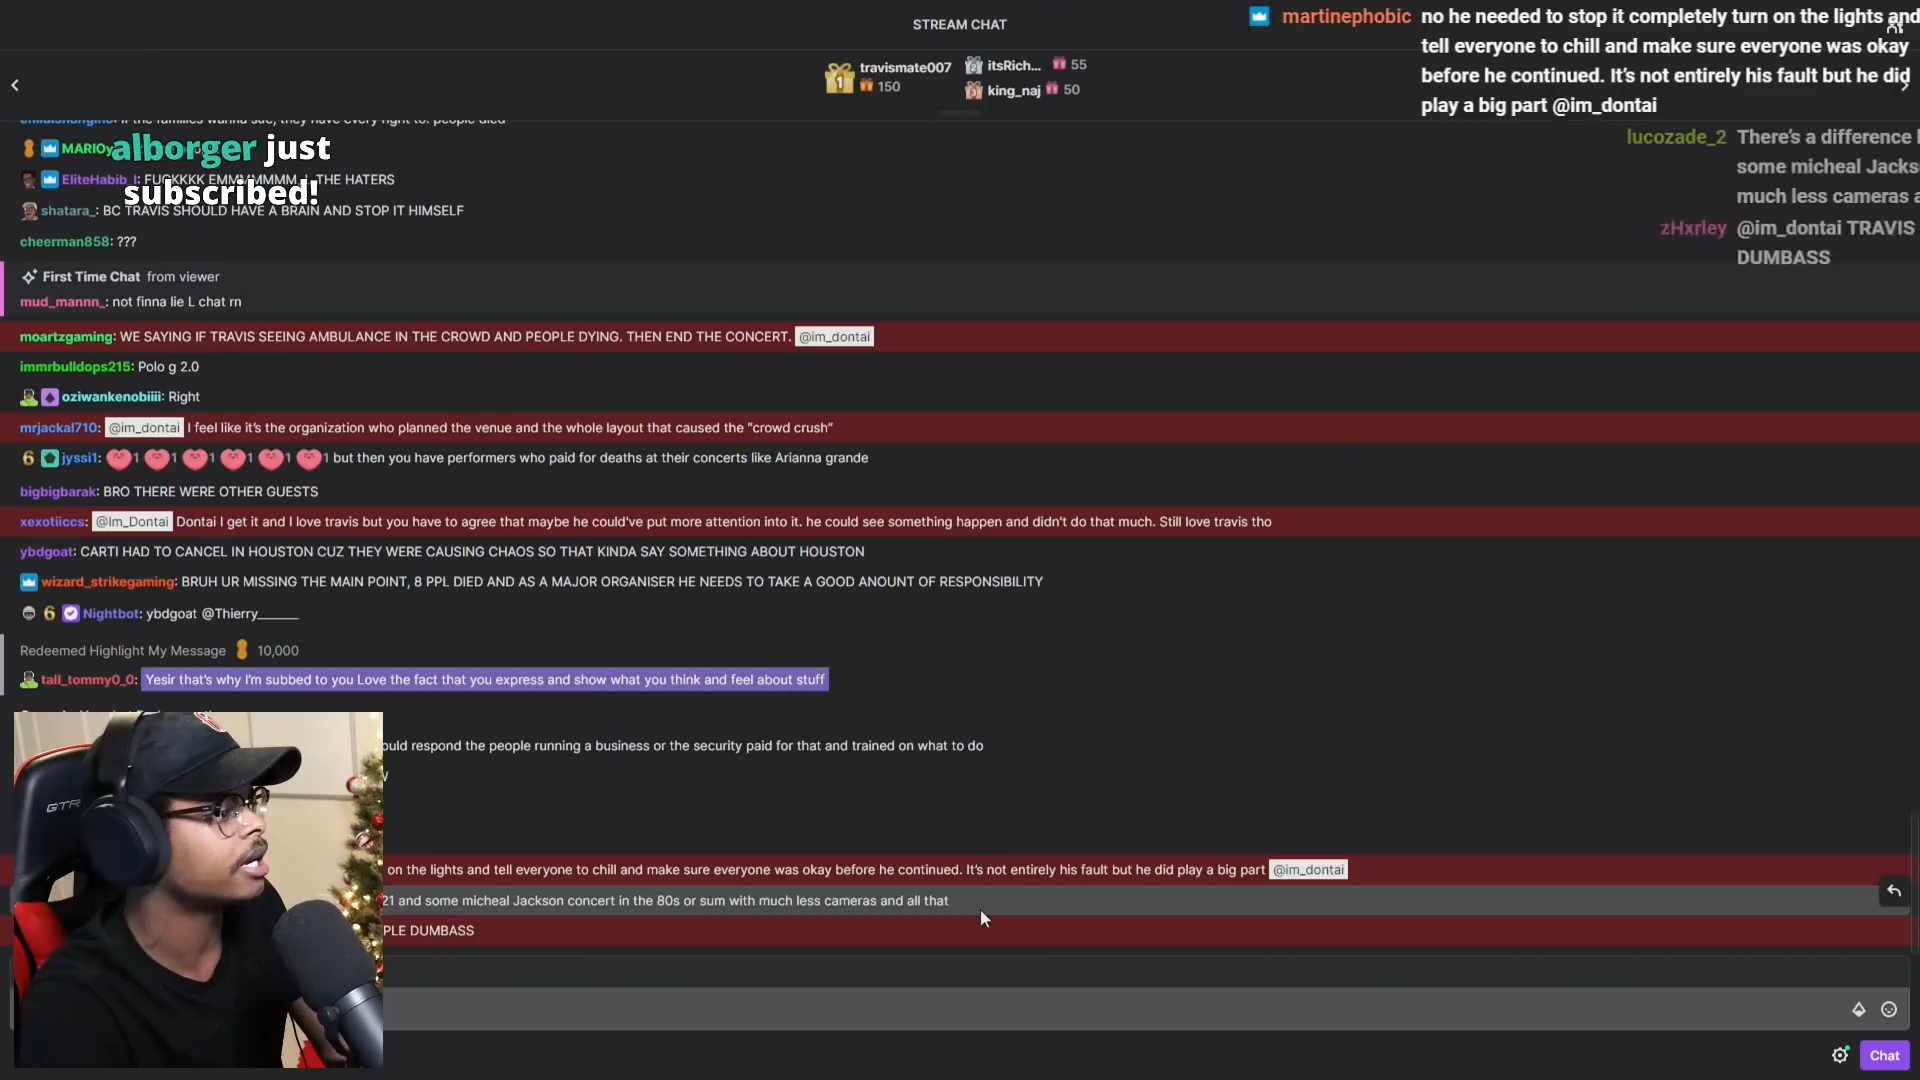 STREAM CHAT
travismate007
150
itsRich... 55
king_naj 50
martinephobic no he needed to stop it completely turn on the lights and
tell everyone to chill and make sure everyone was okay
before he continued. It's not entirely his fault but he did
play a big part @im_dontai
lucozade_2 There's a difference
some micheal Jacks
much less cameras a
zHxrley @im_dontai TRAVIS
DUMBASS
alborger just
subscribed!
if the families wanna sue, they have every right to. people died
MARIOy
EliteHabib_I: FUCKKKK EMMMMMMM THE HATERS
shatara_: BC TRAVIS SHOULD HAVE A BRAIN AND STOP IT HIMSELF
cheerman858: ???
First Time Chat from viewer
mud_mannn_: not finna lie L chat rn
moartzgaming: WE SAYING IF TRAVIS SEEING AMBULANCE IN THE CROWD AND PEOPLE DYING. THEN END THE CONCERT. @im_dontai
immrbulldops215: Polo g 2.0
oziwankenobiiii: Right
mrjackal710: @im_dontai I feel like it's the organization who planned the venue and the whole layout that caused the “crowd crush”
6 jyssi1: 1 1 1 1 1 1 but then you have performers who paid for deaths at their concerts like Arianna grande
bigbigbarak: BRO THERE WERE OTHER GUESTS
xexotiiccs: @Im_Dontai Dontai I get it and I love travis but you have to agree that maybe he could've put more attention into it. he could see something happen and didn't do that much. Still love travis tho
ybdgoat: CARTI HAD TO CANCEL IN HOUSTON CUZ THEY WERE CAUSING CHAOS SO THAT KINDA SAY SOMETHING ABOUT HOUSTON
wizard_strikegaming: BRUH UR MISSING THE MAIN POINT, 8 PPL DIED AND AS A MAJOR ORGANISER HE NEEDS TO TAKE A GOOD ANOUNT OF RESPONSIBILITY
6 Nightbot: ybdgoat @Thierry_______
Redeemed Highlight My Message 10,000
tall_tommy0_0: Yesir that's why I'm subbed to you Love the fact that you express and show what you think and feel about stuff
ould respond the people running a business or the security paid for that and trained on what to do
on the lights and tell everyone to chill and make sure everyone was okay before he continued. It's not entirely his fault but he did play a big part @im_dontai
21 and some micheal Jackson concert in the 80s or sum with much less cameras and all that
PLE DUMBASS
GTR
Chat